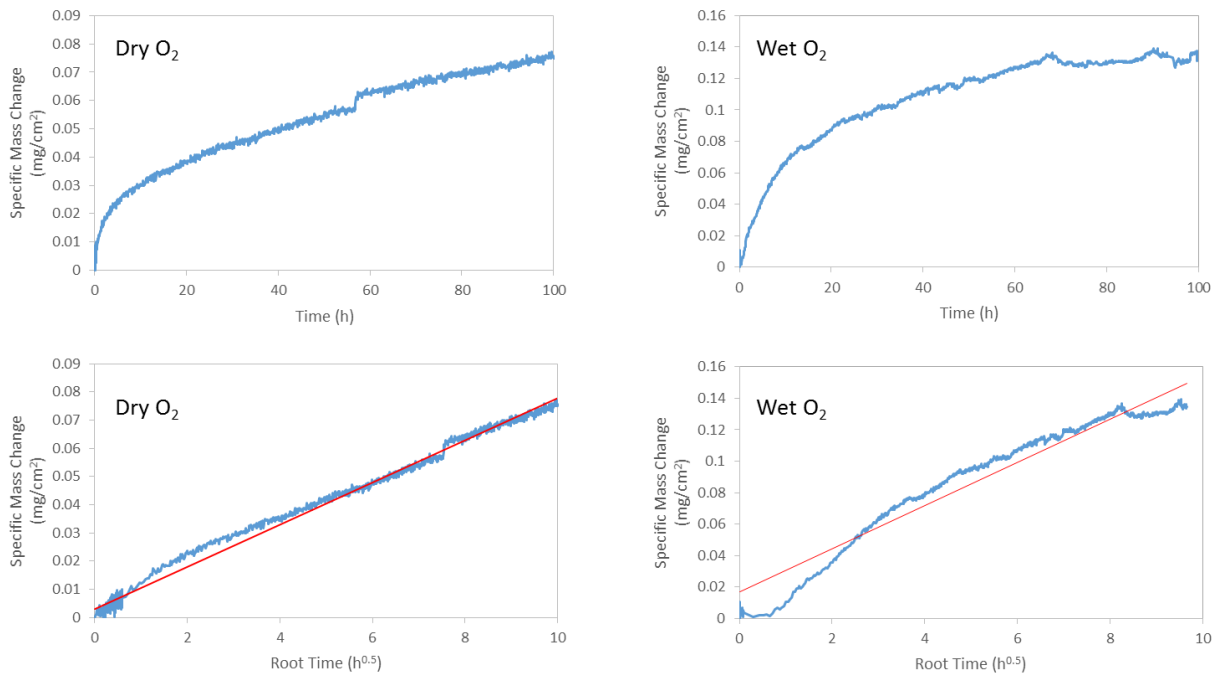 Dry O₂
Specific Mass Change
(mg/cm²)
0.09
0.08
0.07
0.06
0.05
0.04
0.03
0.02
0.01
0
0 20 40 60 80 100
Time (h)
Wet O₂
Specific Mass Change
(mg/cm²)
0.16
0.14
0.12
0.1
0.08
0.06
0.04
0.02
0
0 20 40 60 80 100
Time (h)
Dry O₂
Specific Mass Change
(mg/cm²)
0.09
0.08
0.07
0.06
0.05
0.04
0.03
0.02
0.01
0
0 2 4 6 8 10
Root Time (h⁰·⁵)
Wet O₂
Specific Mass Change
(mg/cm²)
0.16
0.14
0.12
0.1
0.08
0.06
0.04
0.02
0
0 2 4 6 8 10
Root Time (h⁰·⁵)